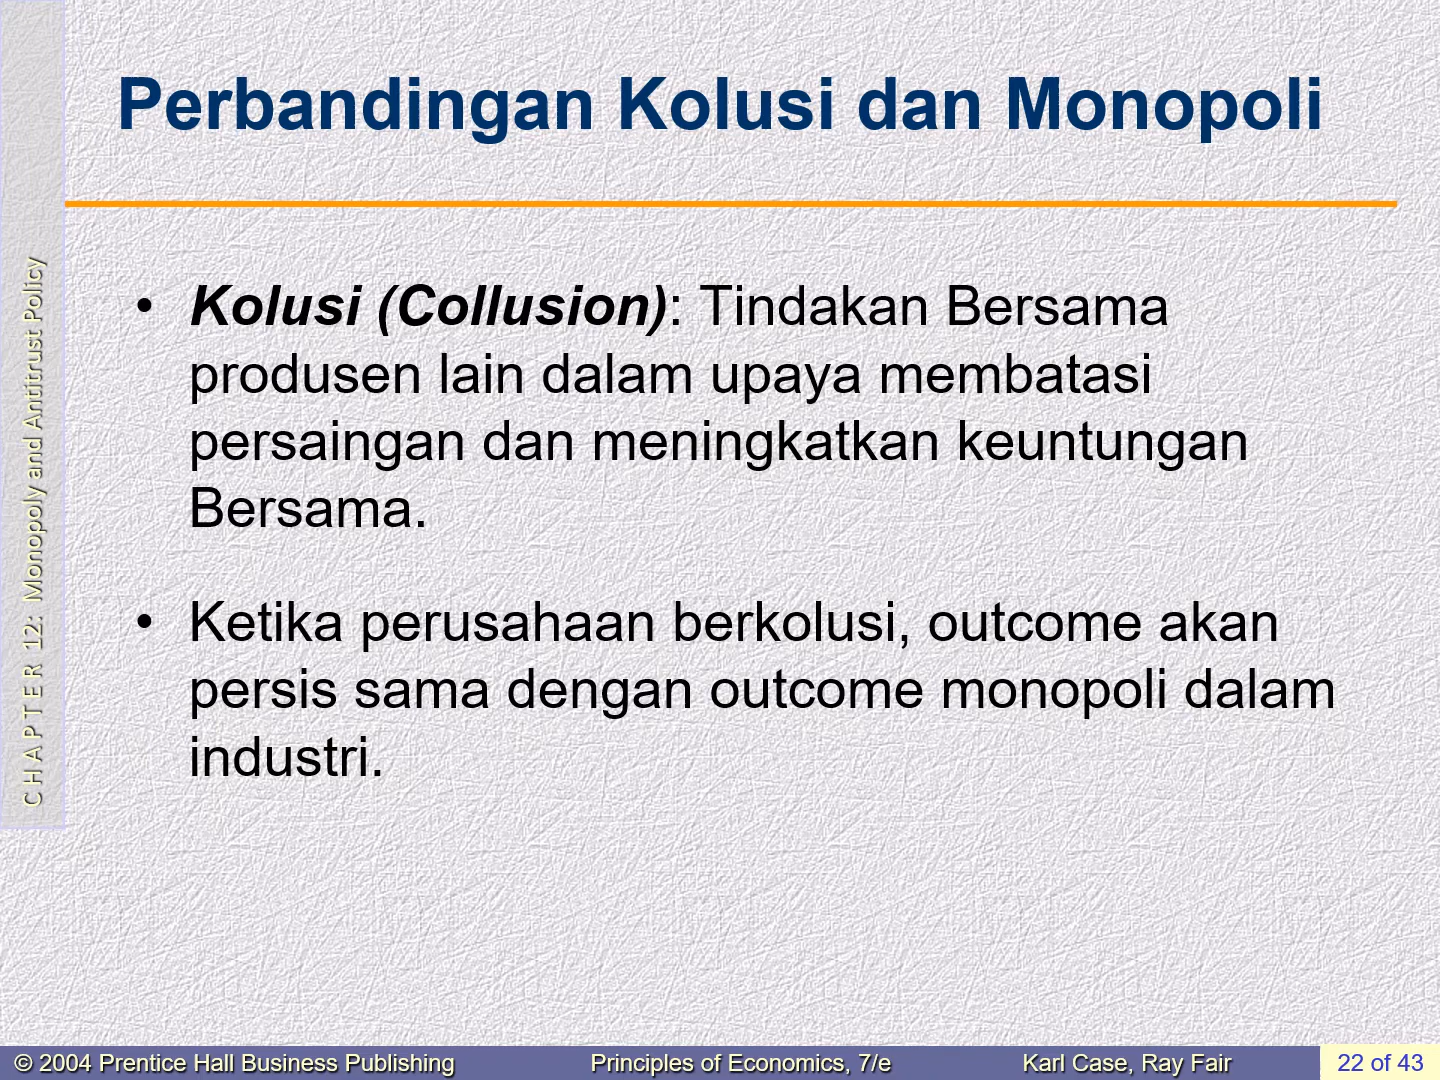 Perbandingan Kolusi dan Monopoli
• Kolusi (Collusion): Tindakan Bersama
produsen lain dalam upaya membatasi
persaingan dan meningkatkan keuntungan
Bersama.
• Ketika perusahaan berkolusi, outcome akan
persis sama dengan outcome monopoli dalam
industri.
CHAPTER 12: Monopoly and Antitrust Policy
© 2004 Prentice Hall Business Publishing Principles of Economics, 7/e Karl Case, Ray Fair 22 of 43